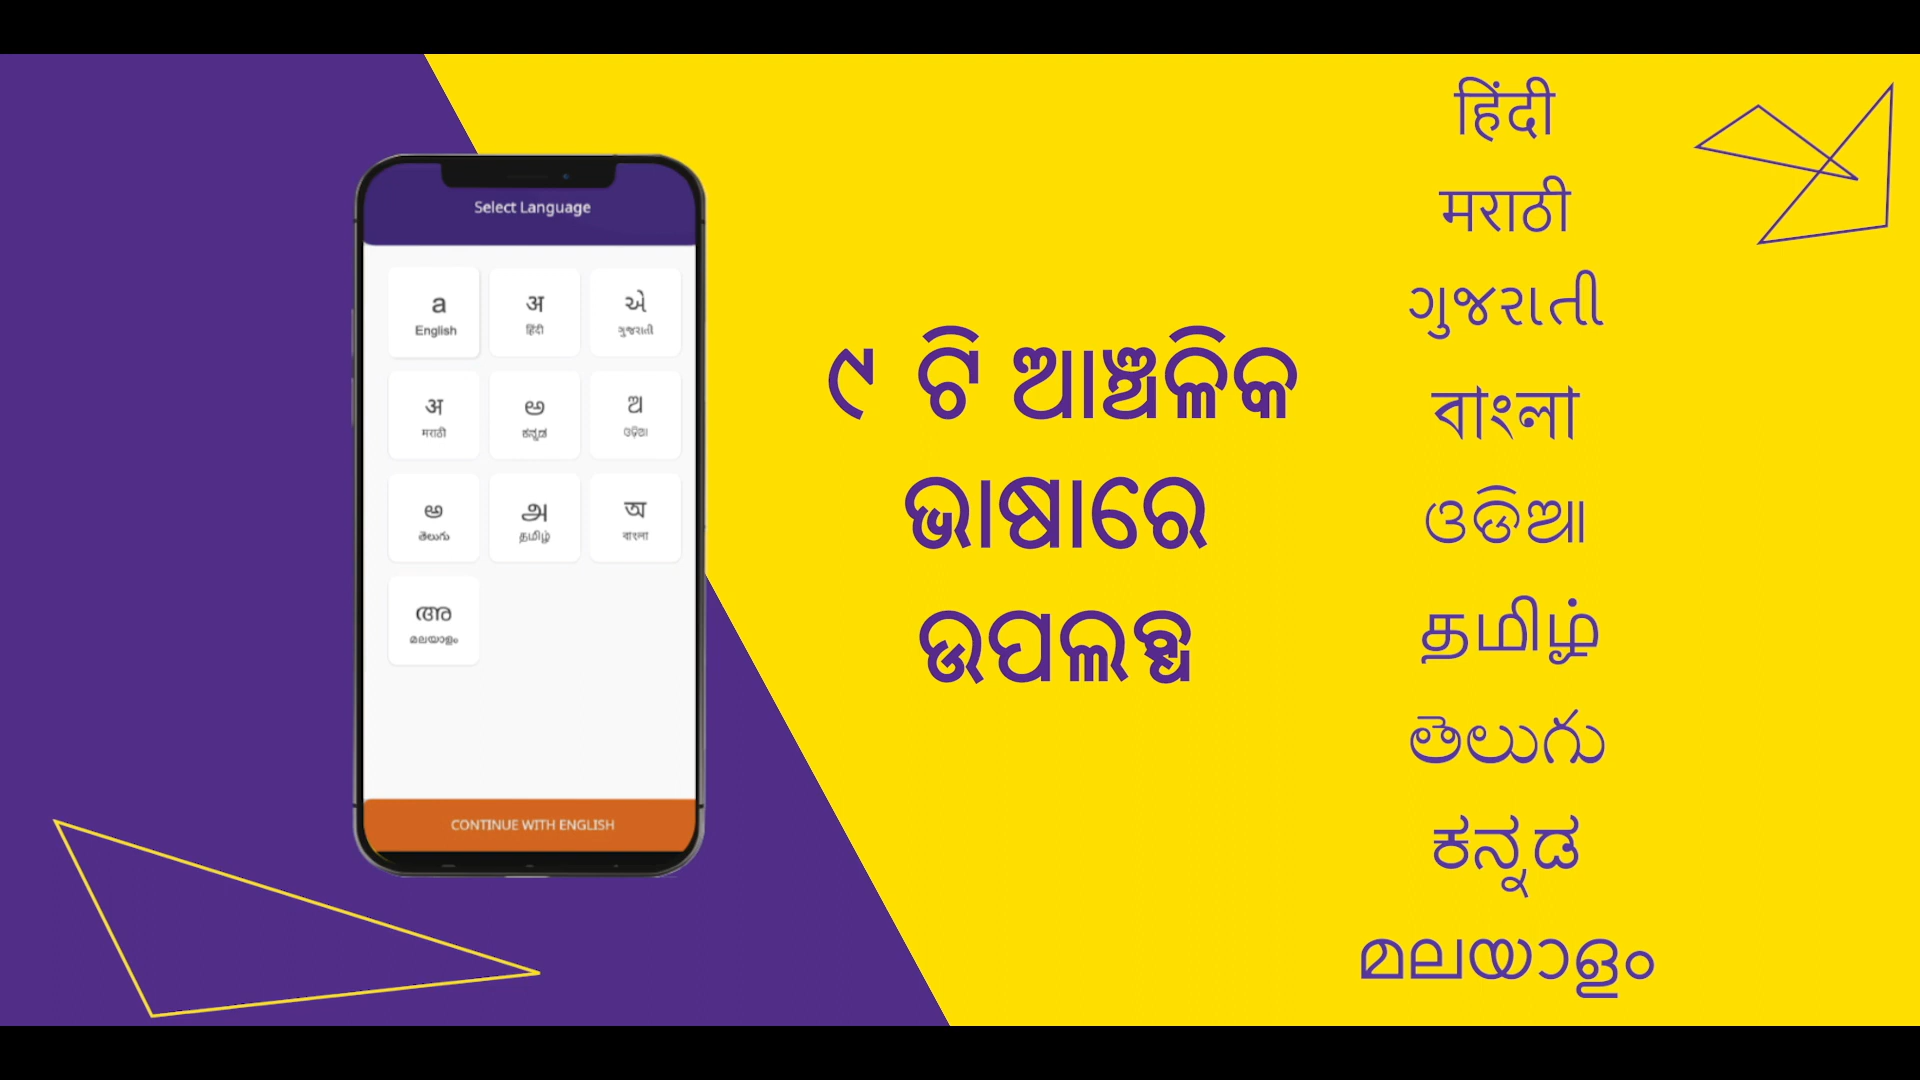 Select Language
a
English
अ
हिंदी
એ
ગુજરાતી
अ
मराठी
ಅ
ಕನ್ನಡ
ଅ
ଓଡ଼ିଆ
అ
తెలుగు
அ
தமிழ்
অ
বাংলা
അ
മലയാളം
CONTINUE WITH ENGLISH
୯ ଟି ଆଞ୍ଚଳିକ
ଭାଷାରେ
ଉପଲବ୍ଧ
हिंदी
मराठी
ગુજરાતી
বাংলা
ଓଡିଆ
தமிழ்
తెలుగు
ಕನ್ನಡ
മലയാളം